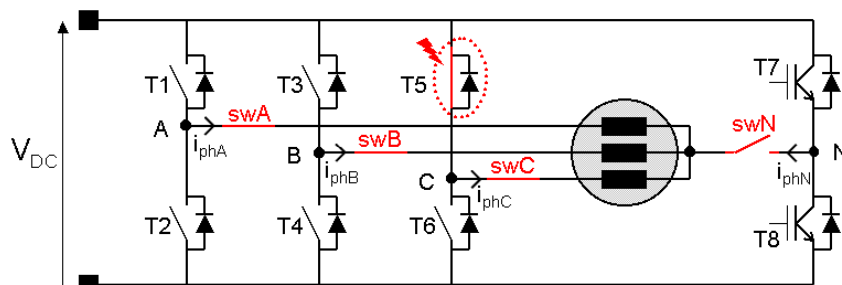 T1
T3
T5
T7
A
swA
swB
swC
swN
V_DC
i_phA
B
i_phB
C
i_phC
i_phN
N
T2
T4
T6
T8